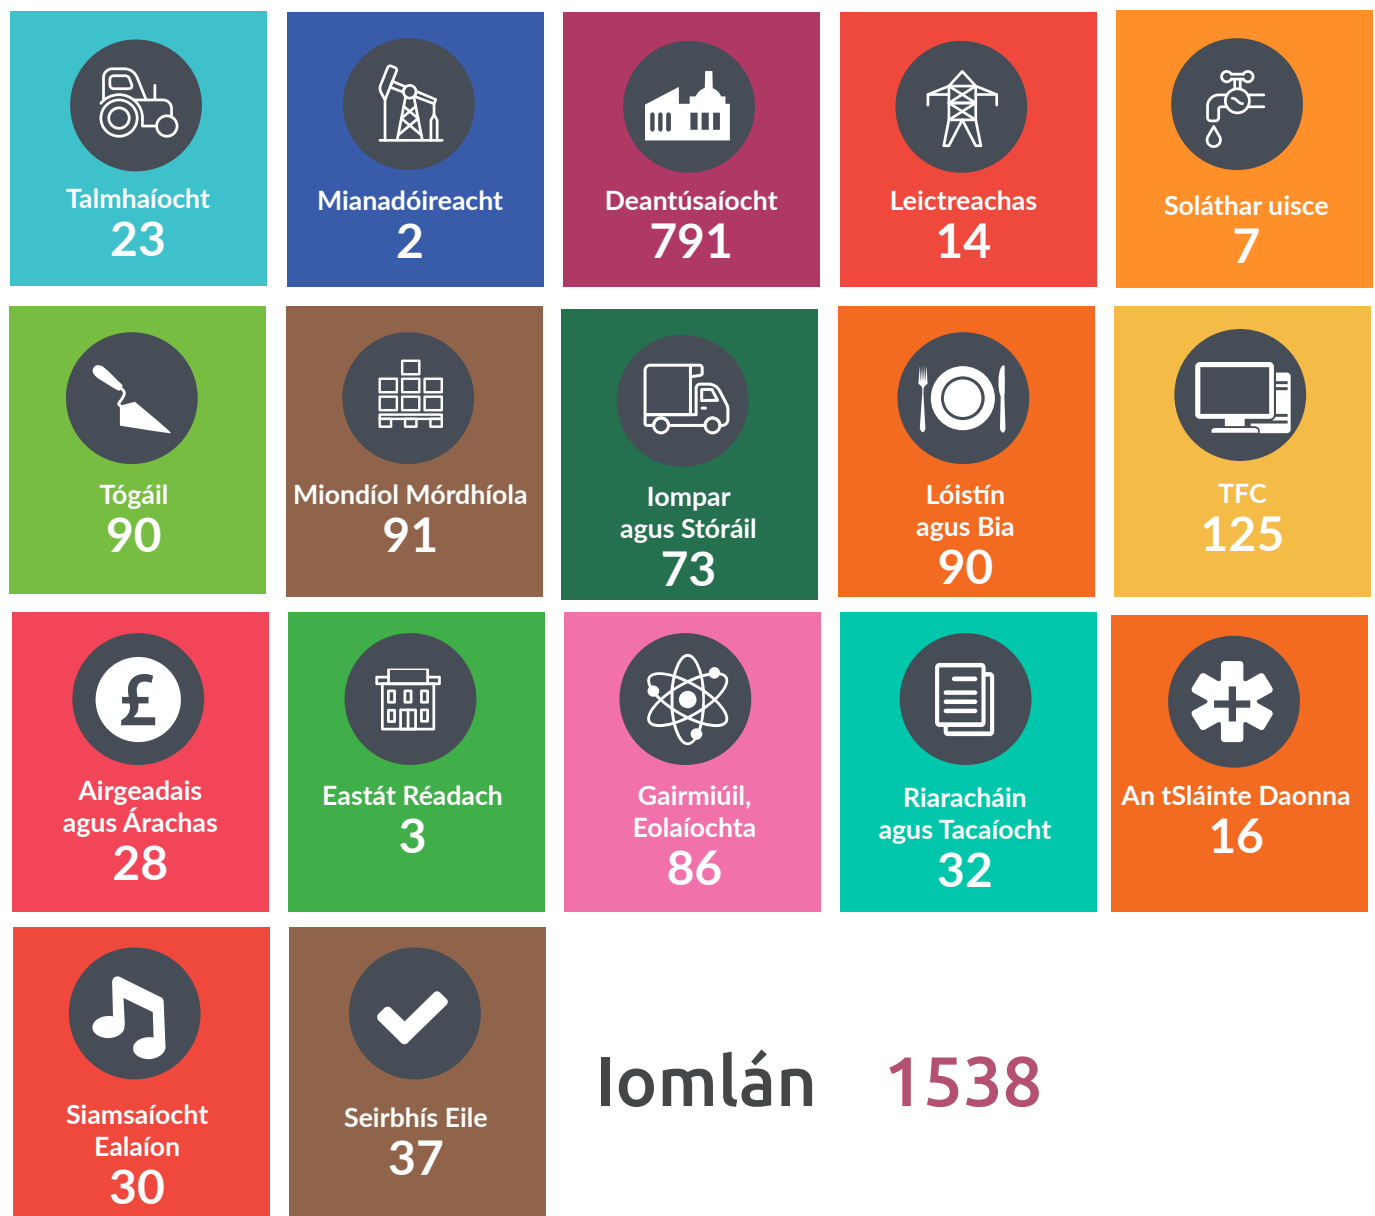 Talmhaíocht
23
Mianadóireacht
2
Deantúsaíocht
791
Leictreachas
14
Soláthar uisce
7
Tógáil
90
Miondíol Mórdhíola
91
Iompar
agus Stóráil
73
Lóistín
agus Bia
90
TFC
125
£
Airgeadais
agus Árachas
28
Eastát Réadach
3
Gairmiúil,
Eolaíochta
86
Riaracháin
agus Tacaíocht
32
An tSláinte Daonna
16
Siamsaíocht
Ealaíon
30
Seirbhís Eile
37
Iomlán 1538